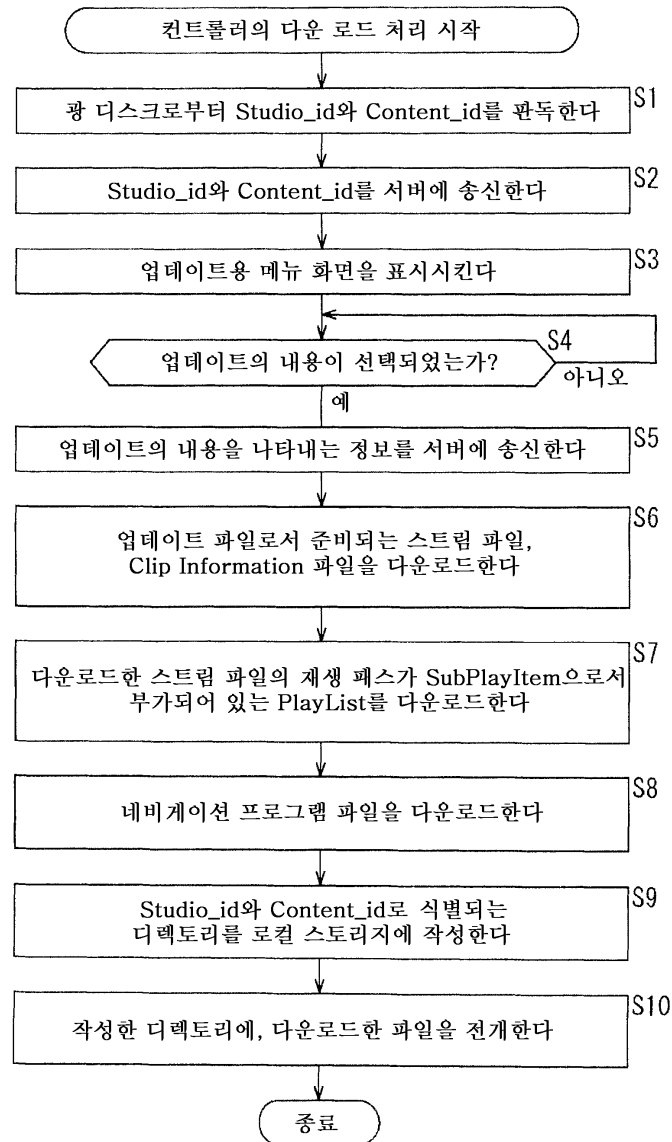 컨트롤러의 다운 로드 처리 시작
S1
광 디스크로부터 Studio_id와 Content_id를 판독한다
S2
Studio_id와 Content_id를 서버에 송신한다
S3
업데이트용 메뉴 화면을 표시시킨다
S4
업데이트의 내용이 선택되었는가?
아니오
예
S5
업데이트의 내용을 나타내는 정보를 서버에 송신한다
S6
업데이트 파일로서 준비되는 스트림 파일,
Clip Information 파일을 다운로드한다
S7
다운로드한 스트림 파일의 재생 패스가 SubPlayItem으로서
부가되어 있는 PlayList를 다운로드한다
S8
네비게이션 프로그램 파일을 다운로드한다
S9
Studio_id와 Content_id로 식별되는
디렉토리를 로컬 스토리지에 작성한다
S10
작성한 디렉토리에, 다운로드한 파일을 전개한다
종료